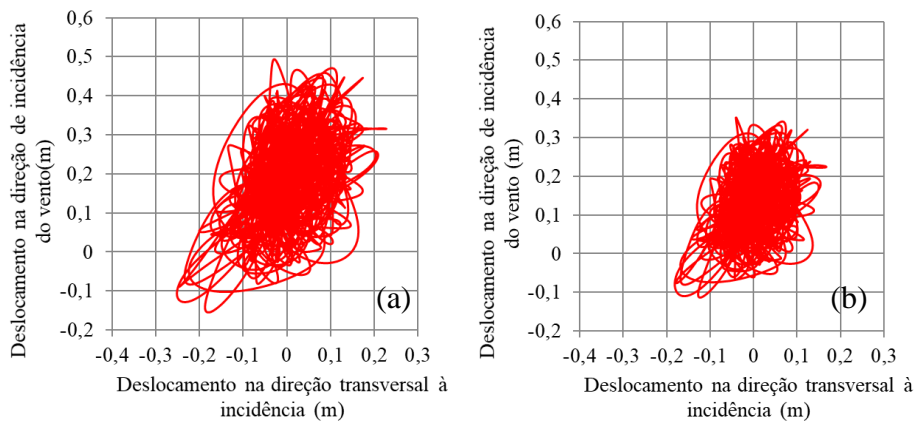 Deslocamento na direção de incidência
do vento(m)
0,6
0,5
0,4
0,3
0,2
0,1
0
-0,1
-0,2
-0,4 -0,3 -0,2 -0,1 0 0,1 0,2 0,3
(a)
Deslocamento na direção transversal à
incidência (m)
Deslocamento na direção de incidência
do vento (m)
0,6
0,5
0,4
0,3
0,2
0,1
0
-0,1
-0,2
-0,4 -0,3 -0,2 -0,1 0 0,1 0,2 0,3
(b)
Deslocamento na direção transversal à
incidência (m)